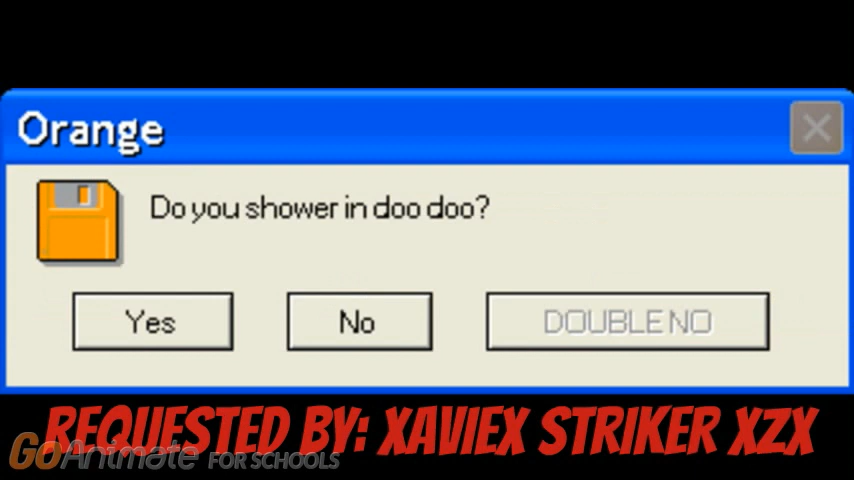 Orange
Do you shower in doo doo?
Yes No DOUBLE NO
REQUESTED BY: XAVIEX STRIKER XZX
GOAnimate FOR SCHOOLS